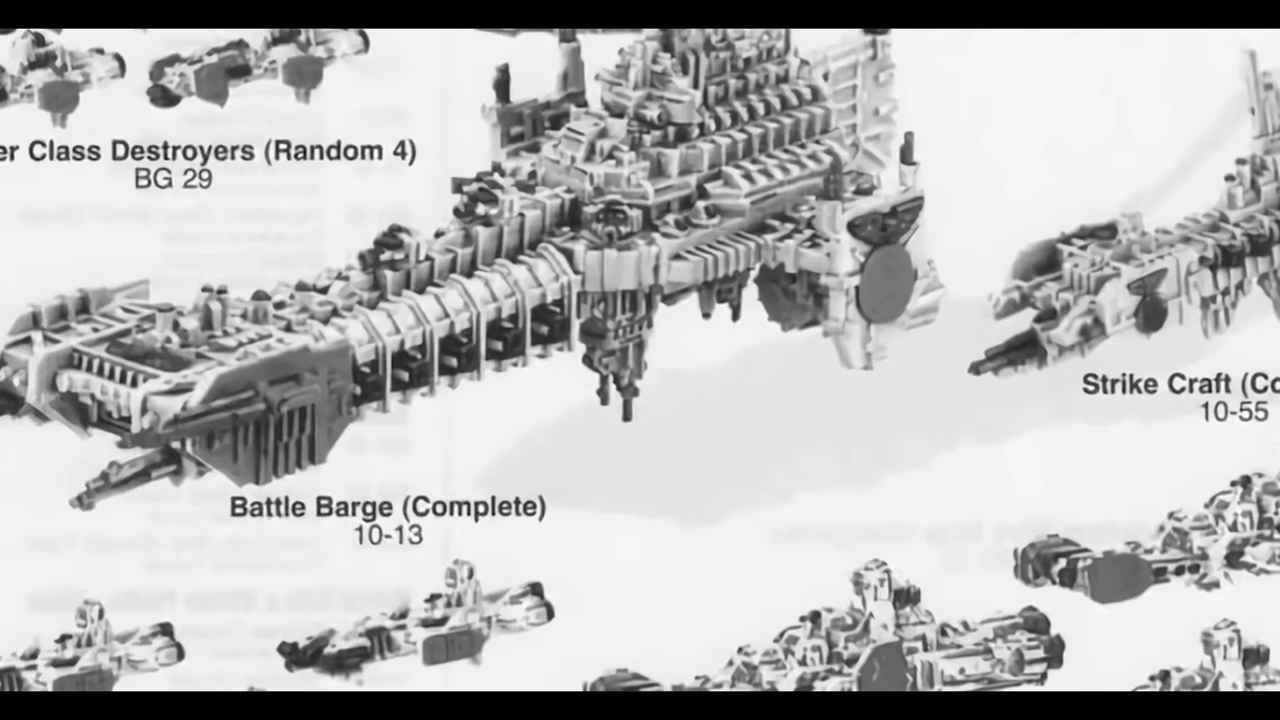 er Class Destroyers (Random 4)
BG 29
Strike Craft (Co
10-55
Battle Barge (Complete)
10-13